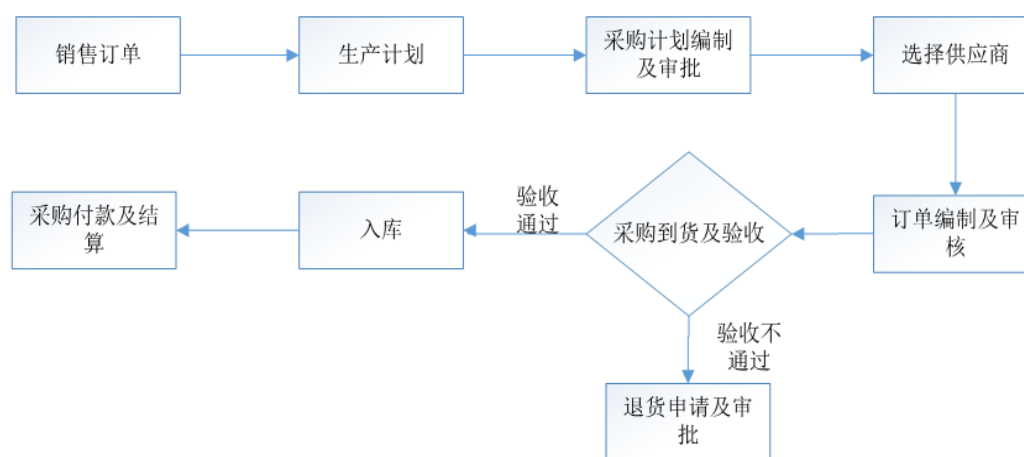 销售订单
生产计划
采购计划编制
及审批
选择供应商
采购付款及结
算
入库
验收
通过
采购到货及验收
订单编制及审
核
验收不
通过
退货申请及审
批